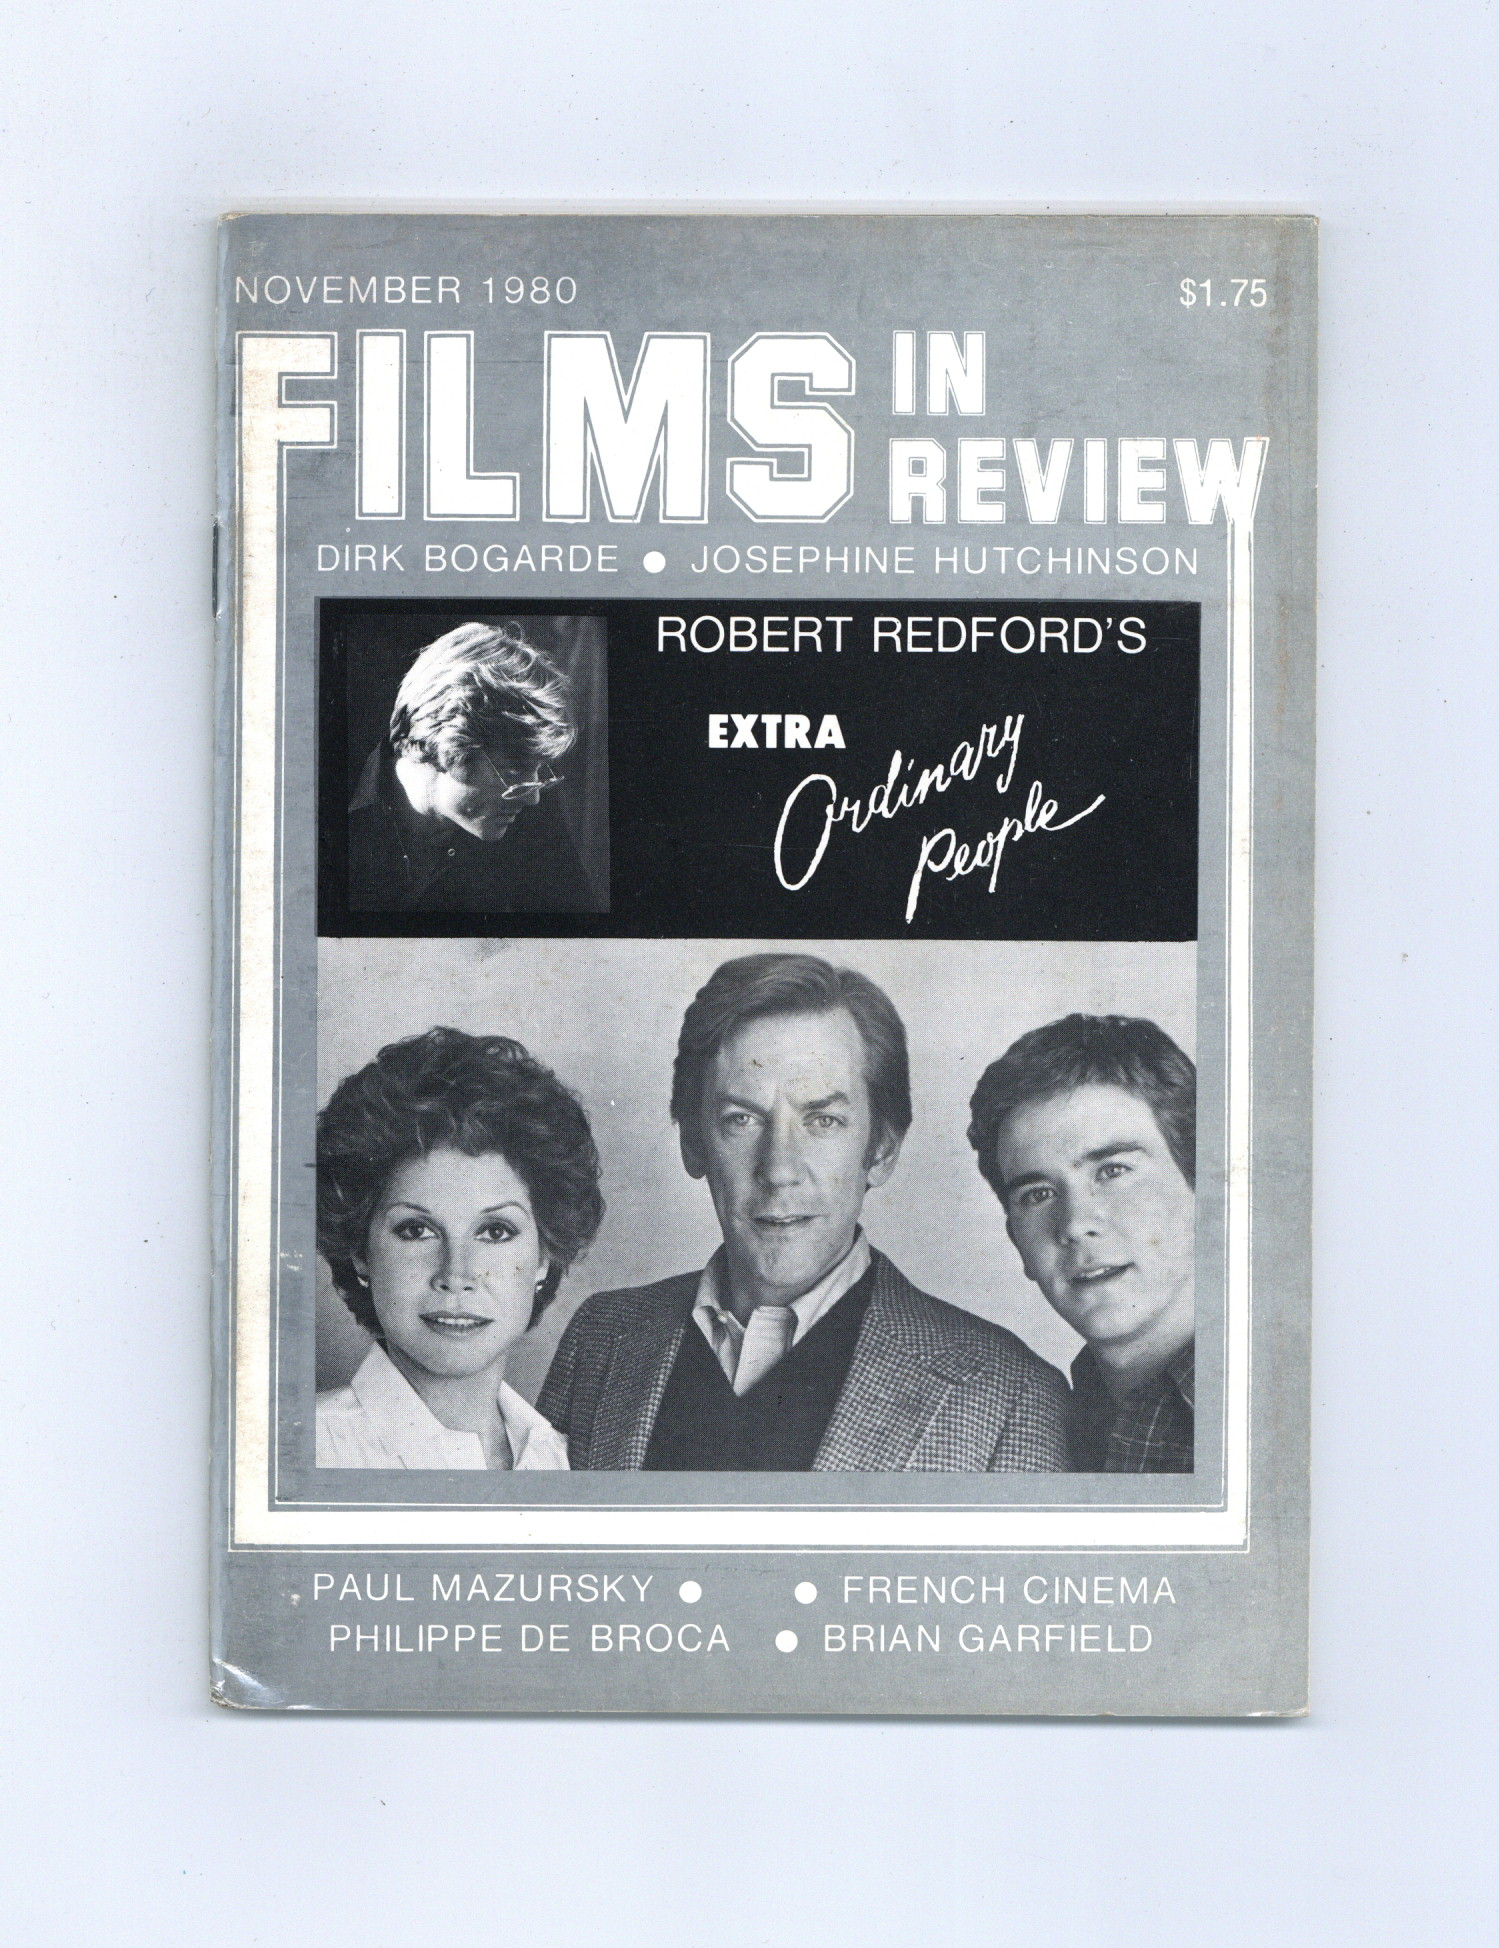 NOVEMBER 1980 $1.75
FILMS IN REVIEW
DIRK BOGARDE ● JOSEPHINE HUTCHINSON
ROBERT REDFORD'S
EXTRA
Ordinary
People
PAUL MAZURSKY ● ● FRENCH CINEMA
PHILIPPE DE BROCA ● BRIAN GARFIELD